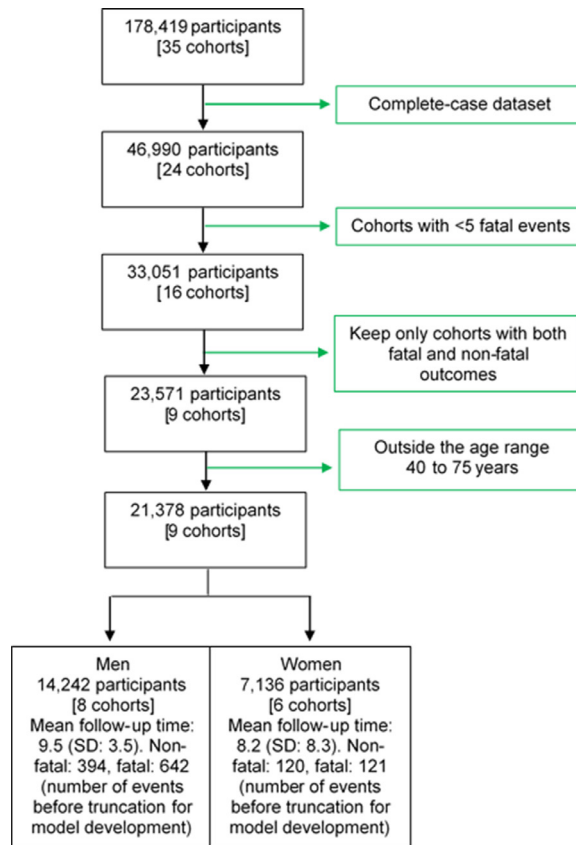 178,419 participants
[35 cohorts]
Complete-case dataset
46,990 participants
[24 cohorts]
Cohorts with <5 fatal events
33,051 participants
[16 cohorts]
Keep only cohorts with both
fatal and non-fatal
outcomes
23,571 participants
[9 cohorts]
Outside the age range
40 to 75 years
21,378 participants
[9 cohorts]
Men
14,242 participants
[8 cohorts]
Mean follow-up time:
9.5 (SD: 3.5). Non-
fatal: 394, fatal: 642
(number of events
before truncation for
model development)
Women
7,136 participants
[6 cohorts]
Mean follow-up time:
8.2 (SD: 8.3). Non-
fatal: 120, fatal: 121
(number of events
before truncation for
model development)